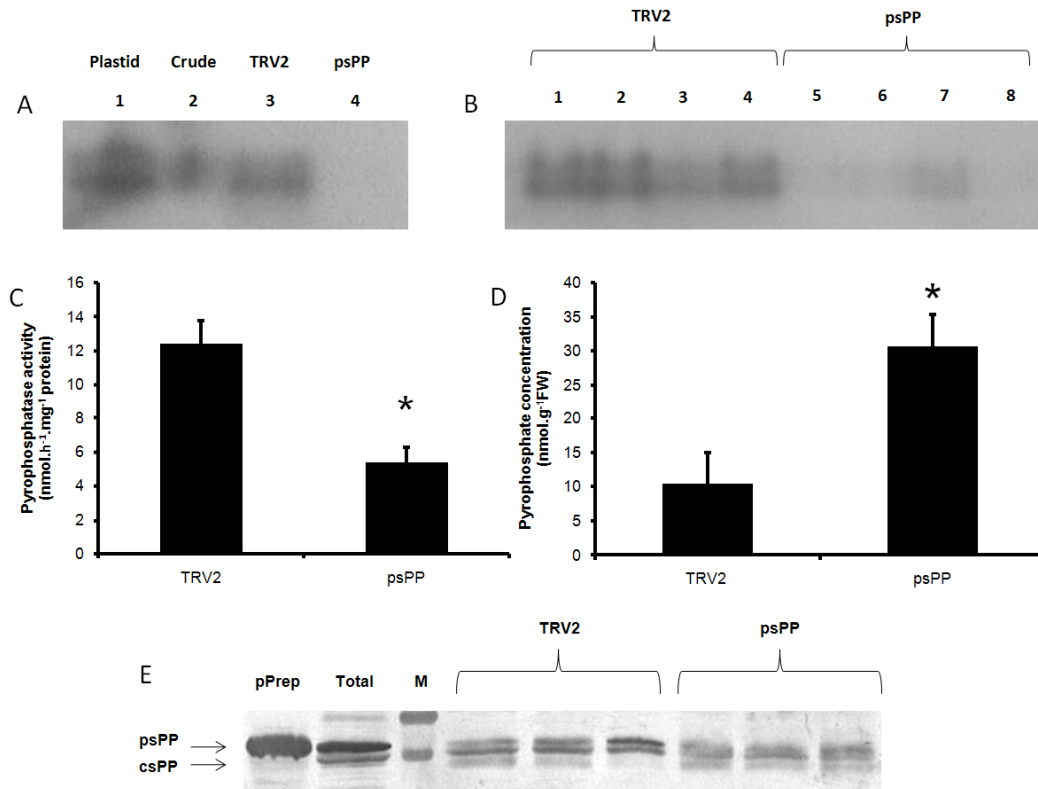 TRV2 psPP
Plastid Crude TRV2 psPP
A 1 2 3 4
B 1 2 3 4 5 6 7 8
C
Pyrophosphatase activity
(nmol.h-1.mg-1 protein)
16
14
12
10
8
6
4
2
0
*
TRV2 psPP
D
Pyrophosphate concentration
(nmol.g-1FW)
40
35
30
25
20
15
10
5
0
*
TRV2 psPP
E
TRV2 psPP
pPrep Total M
psPP
csPP